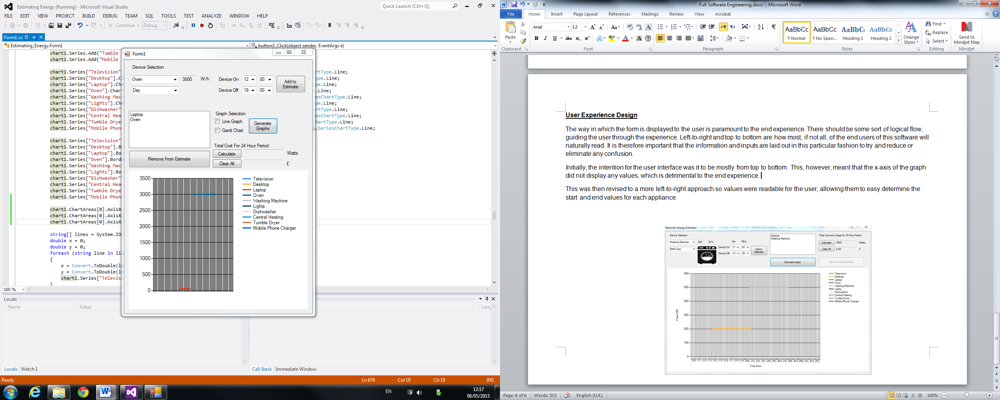 Estimating Energy (Running) - Microsoft Visual Studio
Quick Launch (Ctrl+Q)
FILE EDIT VIEW PROJECT BUILD DEBUG TEAM SQL TOOLS TEST ANALYZE WINDOW HELP
Continue Debug
Form1.cs
Estimating_Energy.Form1
button3_Click(object sender, EventArgs e)
chart1.Series.Add("Tumble
chart1.Series.Add("Mobile
chart1.Series["Television" rtType.Line;
chart1.Series["Desktop"].C ype.Line;
chart1.Series["Laptop"].Ch pe.Line;
chart1.Series["Oven"].Char .Line;
chart1.Series["Washing Mac esChartType.Line;
chart1.Series["Lights"].Ch pe.Line;
chart1.Series["Dishwasher" artType.Line;
chart1.Series["Central Hea esChartType.Line;
chart1.Series["Tumble Drye hartType.Line;
chart1.Series["Mobile Phon .SeriesChartType.Line;
chart1.Series["Television"
chart1.Series["Desktop"].B
chart1.Series["Laptop"].Bo
chart1.Series["Oven"].Bord
chart1.Series["Washing Mac
chart1.Series["Lights"].Bo
chart1.Series["Dishwasher"
chart1.Series["Central Hea
chart1.Series["Tumble Drye
chart1.Series["Mobile Phon
chart1.ChartAreas[0].AxisX
chart1.ChartAreas[0].AxisX
chart1.ChartAreas[0].AxisX
string[] lines = System.IO
double x = 0;
double y = 0;
foreach (string line in li
{
x = Convert.ToDouble(l
y = Convert.ToDouble(l
chart1.Series["Televis
}
100 %
Locals
Name Value Lang
Locals Watch 1
Call Stack Immediate Window
Ready Ln 674 Col 19 Ch 19 INS
Form1
Device Selection
Oven 3000 W/h Device On 12 00
Day Device Off 19 00
Add to
Estimate
Laptop
Oven
Graph Seleciton
Line Graph
Gantt Chart
Generate
Graphs
Total Cost For 24 Hour Period:
Remove From Estimate
Calculate Watts
Clear All £
3500
3000
2500
2000
1500
1000
500
0
Television
Desktop
Laptop
Oven
Washing Machine
Lights
Dishwasher
Central Heating
Tumble Dryer
Mobile Phone Charger
EN
12:17
08/05/2015
Full Software Engineering.docx - Microsoft Word
File Home Insert Page Layout References Mailings Review View Acrobat
Paste
Arial 12
AaBbCc AaBbCc AaBbC AaBbCc
¶ Normal ¶ No Spaci... Heading 1 Heading 2
Change
Styles
Find
Replace
Select
Send to
Mindjet Map
Clipboard Font Paragraph Styles Editing Mindjet
User Experience Design
The way in which the form is displayed to the user is paramount to the end experience. There should be some sort of logical flow,
guiding the user through the experience. Left-to-right and top to bottom are how most, if not all, of the end users of this software will
naturally read. It is therefore important that the information and inputs are laid out in this particular fashion to try and reduce or
eliminate any confusion.
Initially, the intention for the user interface was it to be mostly from top to bottom. This, however, meant that the x-axis of the graph
did not display any values, which is detrimental to the end experience.
This was then revised to a more left-to-right approach so values were readable for the user, allowing them to easy determine the
start and end values for each appliance.
Domestic Energy Estimator
Device Selection
Washing Machine 500 W/h
British Gas
Hrs Mins
Device On 11 00
Device Off 18 00
Add to
Estimate
Desktop
Washing Machine
Generate Graph
Total Cost and Usage for 25 Hour Period
Calculate 4900 Watts
Clear All 0.09 £
Remove From Estimate
600
500
400
300
200
100
0
Power (W)
Time (hrs)
Television
Desktop
Laptop
Oven
Washing Machine
Lights
Dishwasher
Central Heating
Tumble Dryer
Mobile Phone Charger
Page: 6 of 6 Words: 515 English (U.K.) 100%